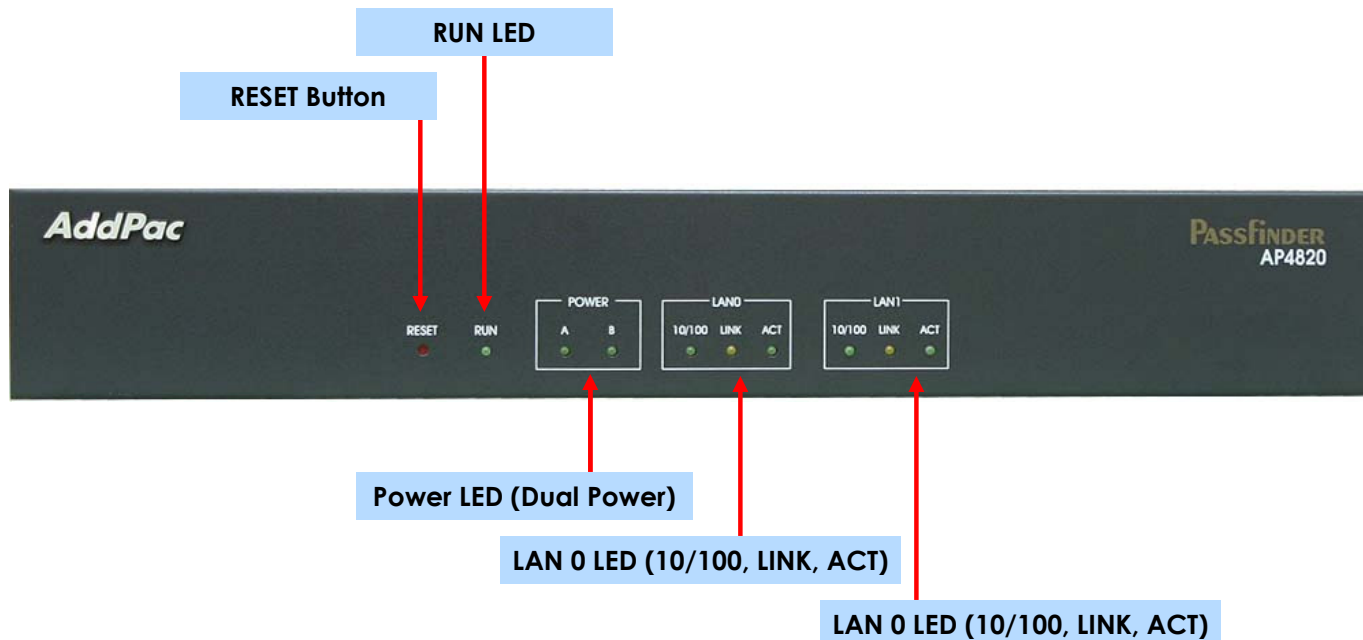 RUN LED
RESET Button
AddPac
PASSFINDER
AP4820
RESET
RUN
POWER
A B
LAN0
10/100 LINK ACT
LAN1
10/100 LINK ACT
Power LED (Dual Power)
LAN 0 LED (10/100, LINK, ACT)
LAN 0 LED (10/100, LINK, ACT)